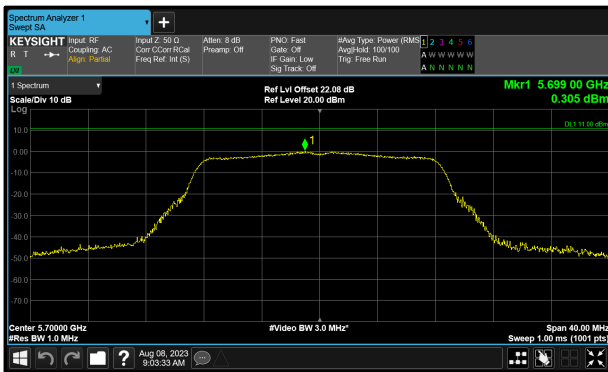 Spectrum Analyzer 1
Swept SA
KEYSIGHT
R T
LXI
Input: RF
Coupling: AC
Align: Partial
Input Z: 50 Ω
Corr CCorr RCal
Freq Ref: Int (S)
Atten: 8 dB
Preamp: Off
PNO: Fast
Gate: Off
IF Gain: Low
Sig Track: Off
#Avg Type: Power (RMS
Avg|Hold: 100/100
Trig: Free Run
1 2 3 4 5 6
A W W W W W
A N N N N N
1 Spectrum
Scale/Div 10 dB
Log
Ref Lvl Offset 22.08 dB
Ref Level 20.00 dBm
Mkr1 5.699 00 GHz
0.305 dBm
DL1 11.00 dBm
1
10.0
0.00
-10.0
-20.0
-30.0
-40.0
-50.0
-60.0
-70.0
Center 5.70000 GHz
#Res BW 1.0 MHz
#Video BW 3.0 MHz*
Span 40.00 MHz
Sweep 1.00 ms (1001 pts)
?
Aug 08, 2023
9:03:33 AM